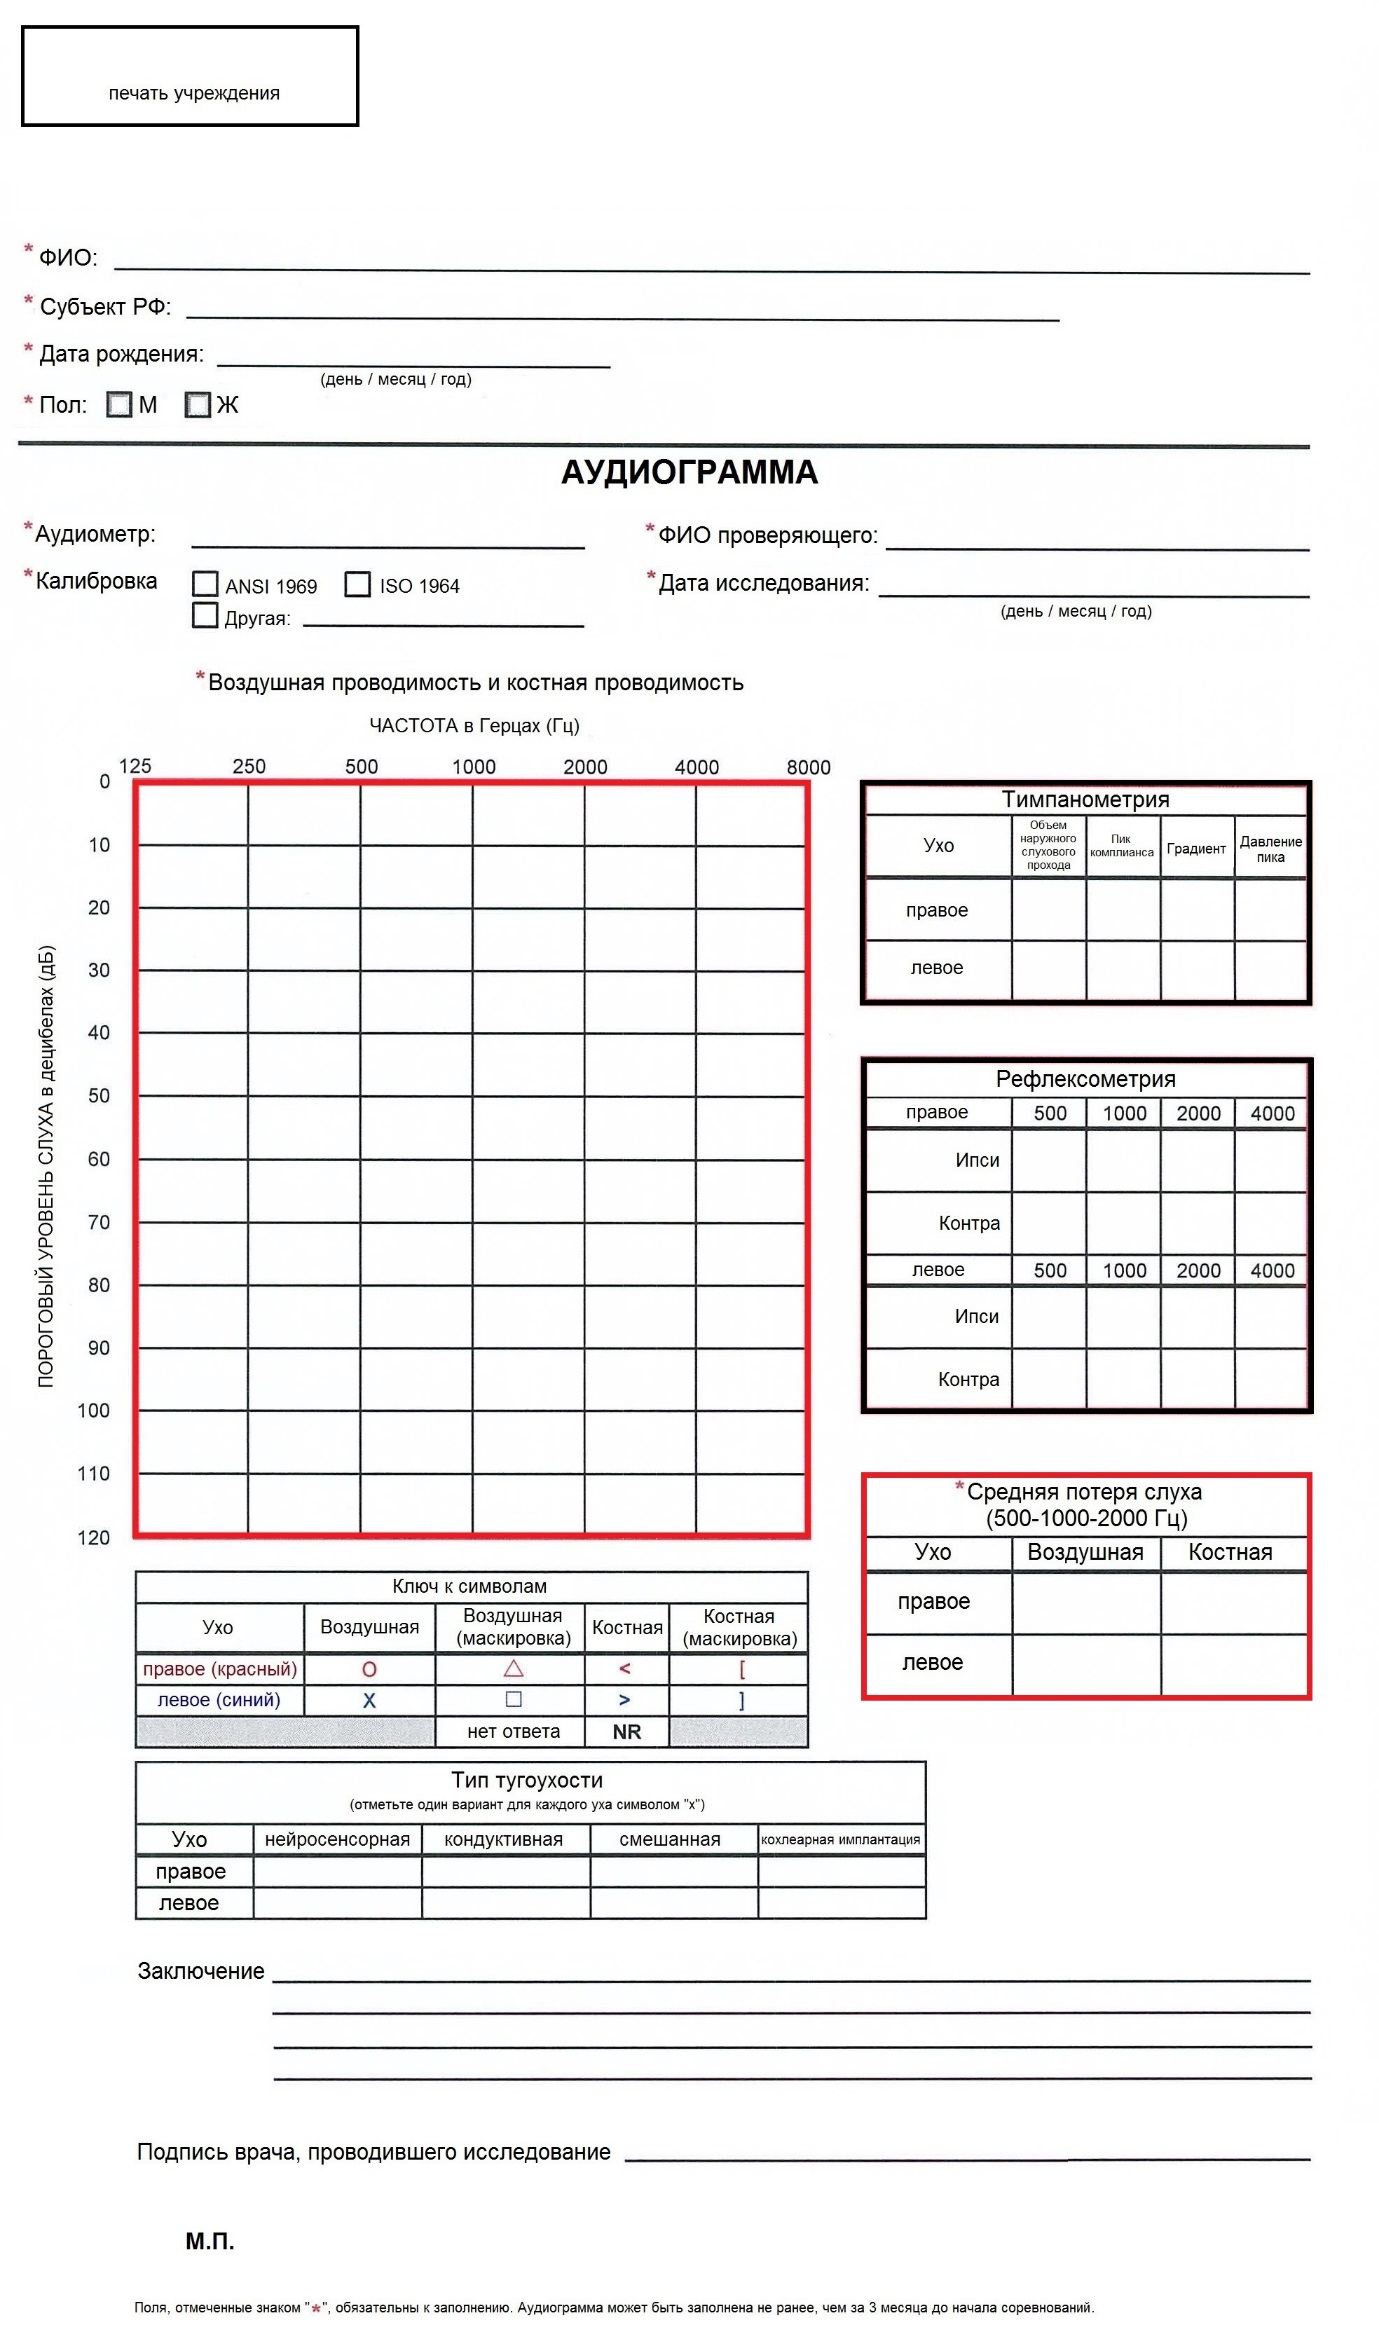 печать учреждения
* ФИО:
* Субъект РФ:
* Дата рождения:
(день / месяц / год)
* Пол: М Ж
АУДИОГРАММА
*Аудиометр:
*ФИО проверяющего:
*Калибровка ANSI 1969 ISO 1964
Другая:
*Дата исследования:
(день / месяц / год)
*Воздушная проводимость и костная проводимость
ЧАСТОТА в Герцах (Гц)
125 250 500 1000 2000 4000 8000
ПОРОГОВЫЙ УРОВЕНЬ СЛУХА в децибелах (дБ)
0
10
20
30
40
50
60
70
80
90
100
110
120
Тимпанометрия
Ухо
Объем
наружного
слухового
прохода
Пик
комплианса
Градиент
Давление
пика
правое
левое
Рефлексометрия
правое 500 1000 2000 4000
Ипси
Контра
левое 500 1000 2000 4000
Ипси
Контра
*Средняя потеря слуха
(500-1000-2000 Гц)
Ухо Воздушная Костная
правое
левое
Ключ к символам
Ухо
Воздушная
Воздушная
(маскировка)
Костная
Костная
(маскировка)
правое (красный) O △ < [
левое (синий) X □ > ]
нет ответа NR
Тип тугоухости
(отметьте один вариант для каждого уха символом "x")
Ухо нейросенсорная кондуктивная смешанная кохлеарная имплантация
правое
левое
Заключение
Подпись врача, проводившего исследование
М.П.
Поля, отмеченные знаком "*", обязательны к заполнению. Аудиограмма может быть заполнена не ранее, чем за 3 месяца до начала соревнований.